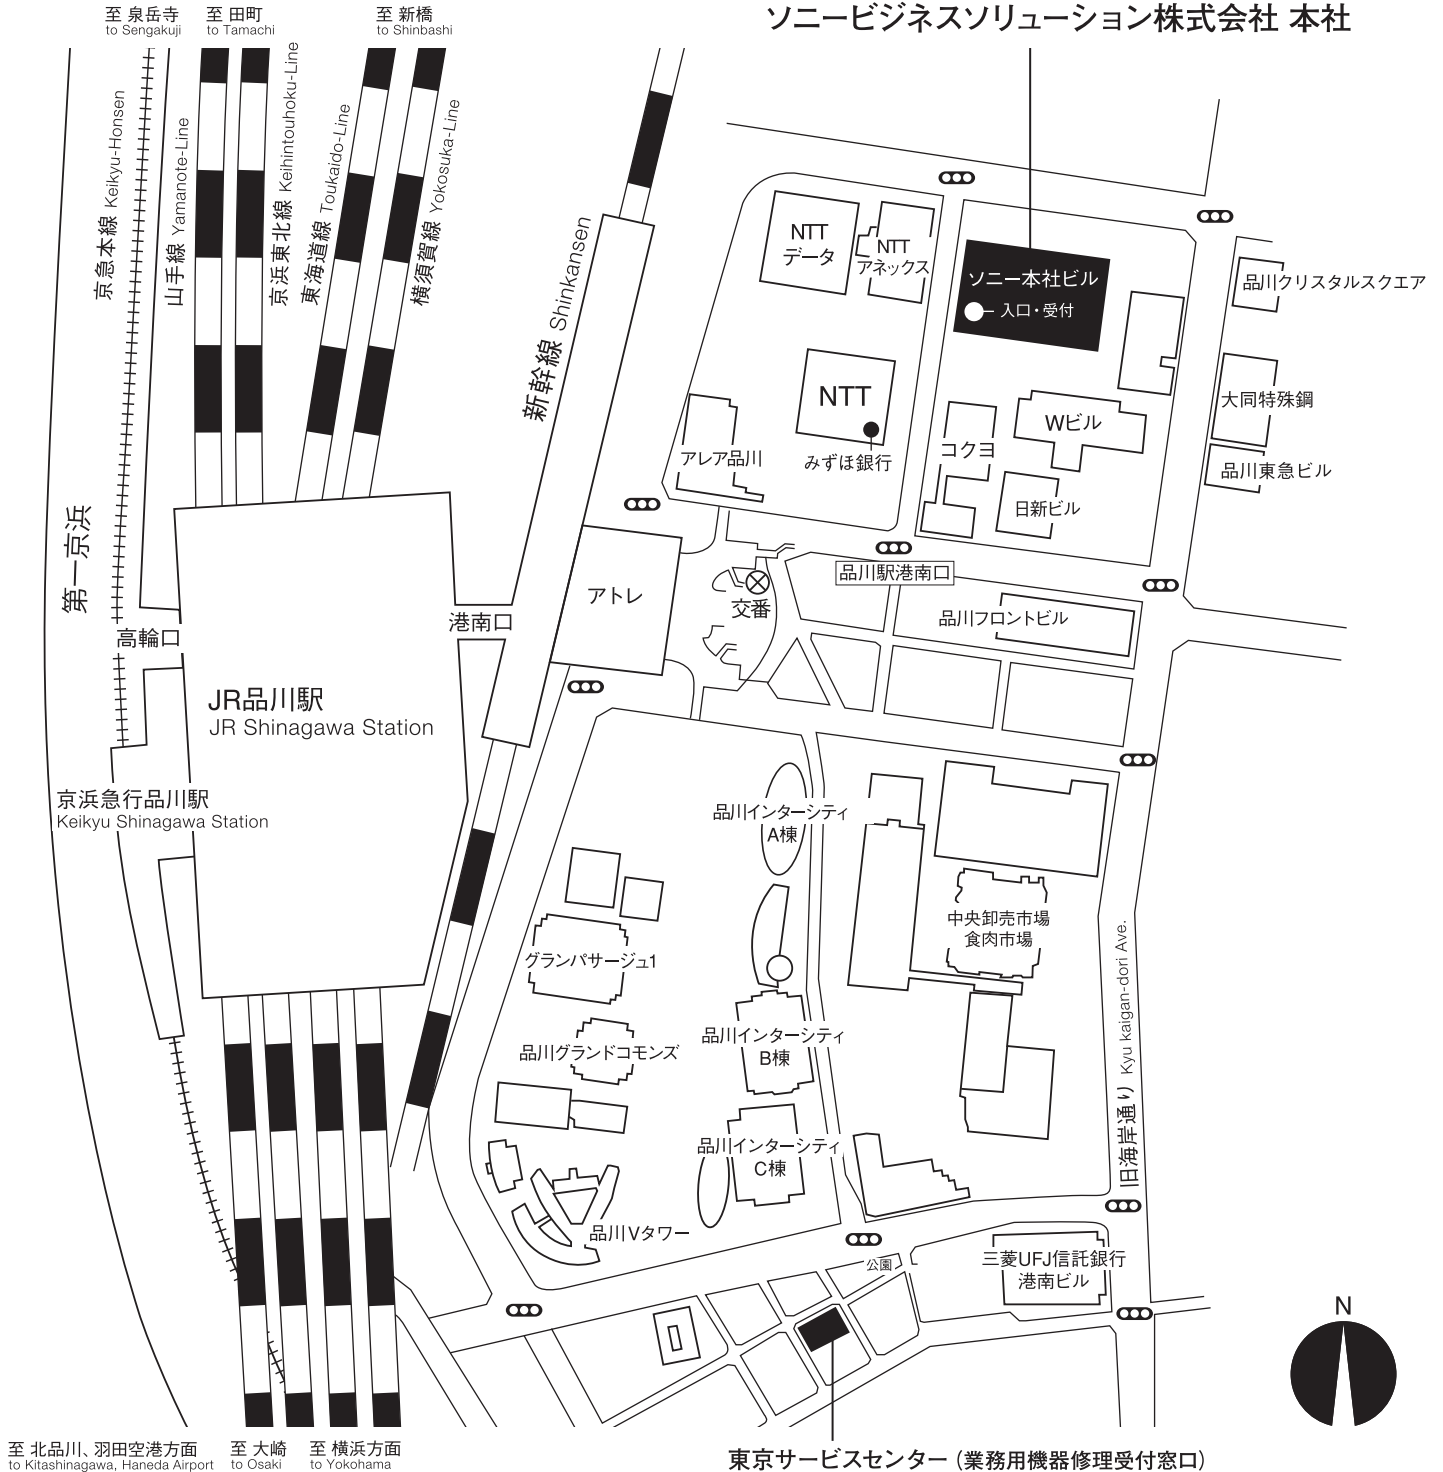 至 泉岳寺
to Sengakuji
至 田町
to Tamachi
至 新橋
to Shinbashi
ソニービジネスソリューション株式会社 本社
京急本線 Keikyu-Honsen
山手線 Yamanote-Line
京浜東北線 Keihintouhoku-Line
東海道線 Toukaido-Line
横須賀線 Yokosuka-Line
新幹線 Shinkansen
NTT
データ
NTT
アネックス
ソニー本社ビル
入口・受付
品川クリスタルスクエア
NTT
大同特殊鋼
Wビル
コクヨ
アレア品川
みずほ銀行
品川東急ビル
日新ビル
第一京浜
品川駅港南口
アトレ
交番
港南口
高輪口
品川フロントビル
JR品川駅
JR Shinagawa Station
京浜急行品川駅
Keikyu Shinagawa Station
品川インターシティ
A棟
中央卸売市場
食肉市場
グランパサージュ1
品川インターシティ
B棟
品川グランドコモンズ
旧海岸通り Kyu kaigan-dori Ave.
品川インターシティ
C棟
品川Vタワー
公園
三菱UFJ信託銀行
港南ビル
N
至 北品川、羽田空港方面
to Kitashinagawa, Haneda Airport
至 大崎
to Osaki
至 横浜方面
to Yokohama
東京サービスセンター（業務用機器修理受付窓口）